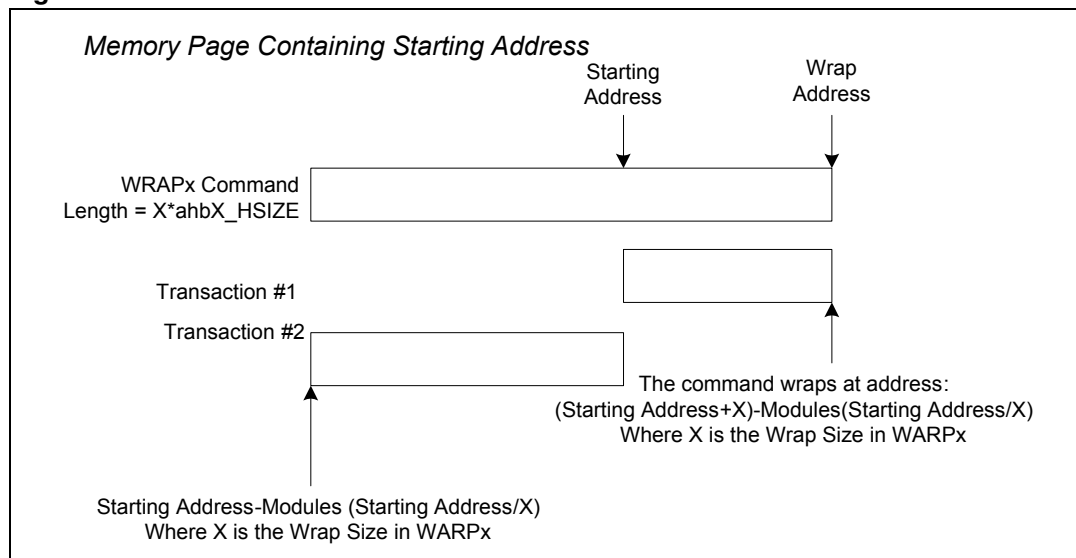 Memory Page Containing Starting Address
Starting
Address
Wrap
Address
WRAPx Command
Length = X*ahbX_HSIZE
Transaction #1
Transaction #2
The command wraps at address:
(Starting Address+X)-Modules(Starting Address/X)
Where X is the Wrap Size in WARPx
Starting Address-Modules (Starting Address/X)
Where X is the Wrap Size in WARPx